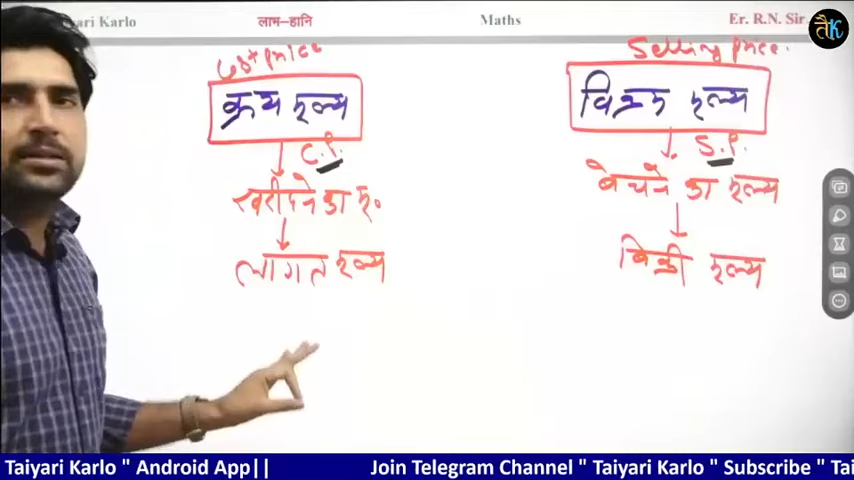 Taiyari Karlo लाभ-हानि Maths Er. R.N. Sir
तैK
Cost price
क्रय मूल्य
C.P.
खरीदने का मू०
लागत मूल्य
Selling price.
विक्रय मूल्य
S.P.
बेचने का मूल्य
बिक्री मूल्य
Taiyari Karlo " Android App|| Join Telegram Channel " Taiyari Karlo " Subscribe " Tai